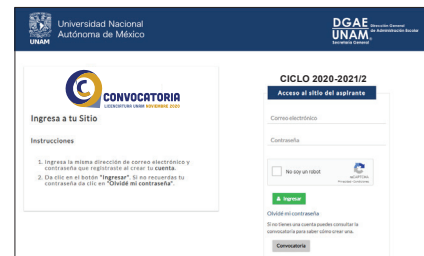 Universidad Nacional
Autónoma de México
UNAM
DGAE
UNAM
Dirección General
de Administración Escolar
Secretaría General
CONVOCATORIA
LICENCIATURA UNAM NOVIEMBRE 2020
Ingresa a tu Sitio
Instrucciones
1. Ingresa la misma dirección de correo electrónico y
contraseña que registraste al crear tu cuenta.
2. Da clic en el botón "Ingresar". Si no recuerdas tu
contraseña da clic en "Olvidé mi contraseña".
CICLO 2020-2021/2
Acceso al sitio del aspirante
Correo electrónico
Contraseña
No soy un robot
reCAPTCHA
Ingresar
Olvidé mi contraseña
Si no tienes una cuenta puedes consultar la
convocatoria para saber cómo crear una.
Convocatoria